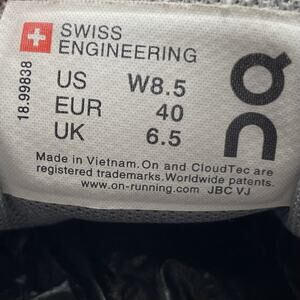 SWISS
ENGINEERING
US W8.5
EUR 40
UK 6.5
18.99838
Made in Vietnam.On and CloudTec are
registered trademarks.Worldwide patents.
www.on-running.com JBC VJ